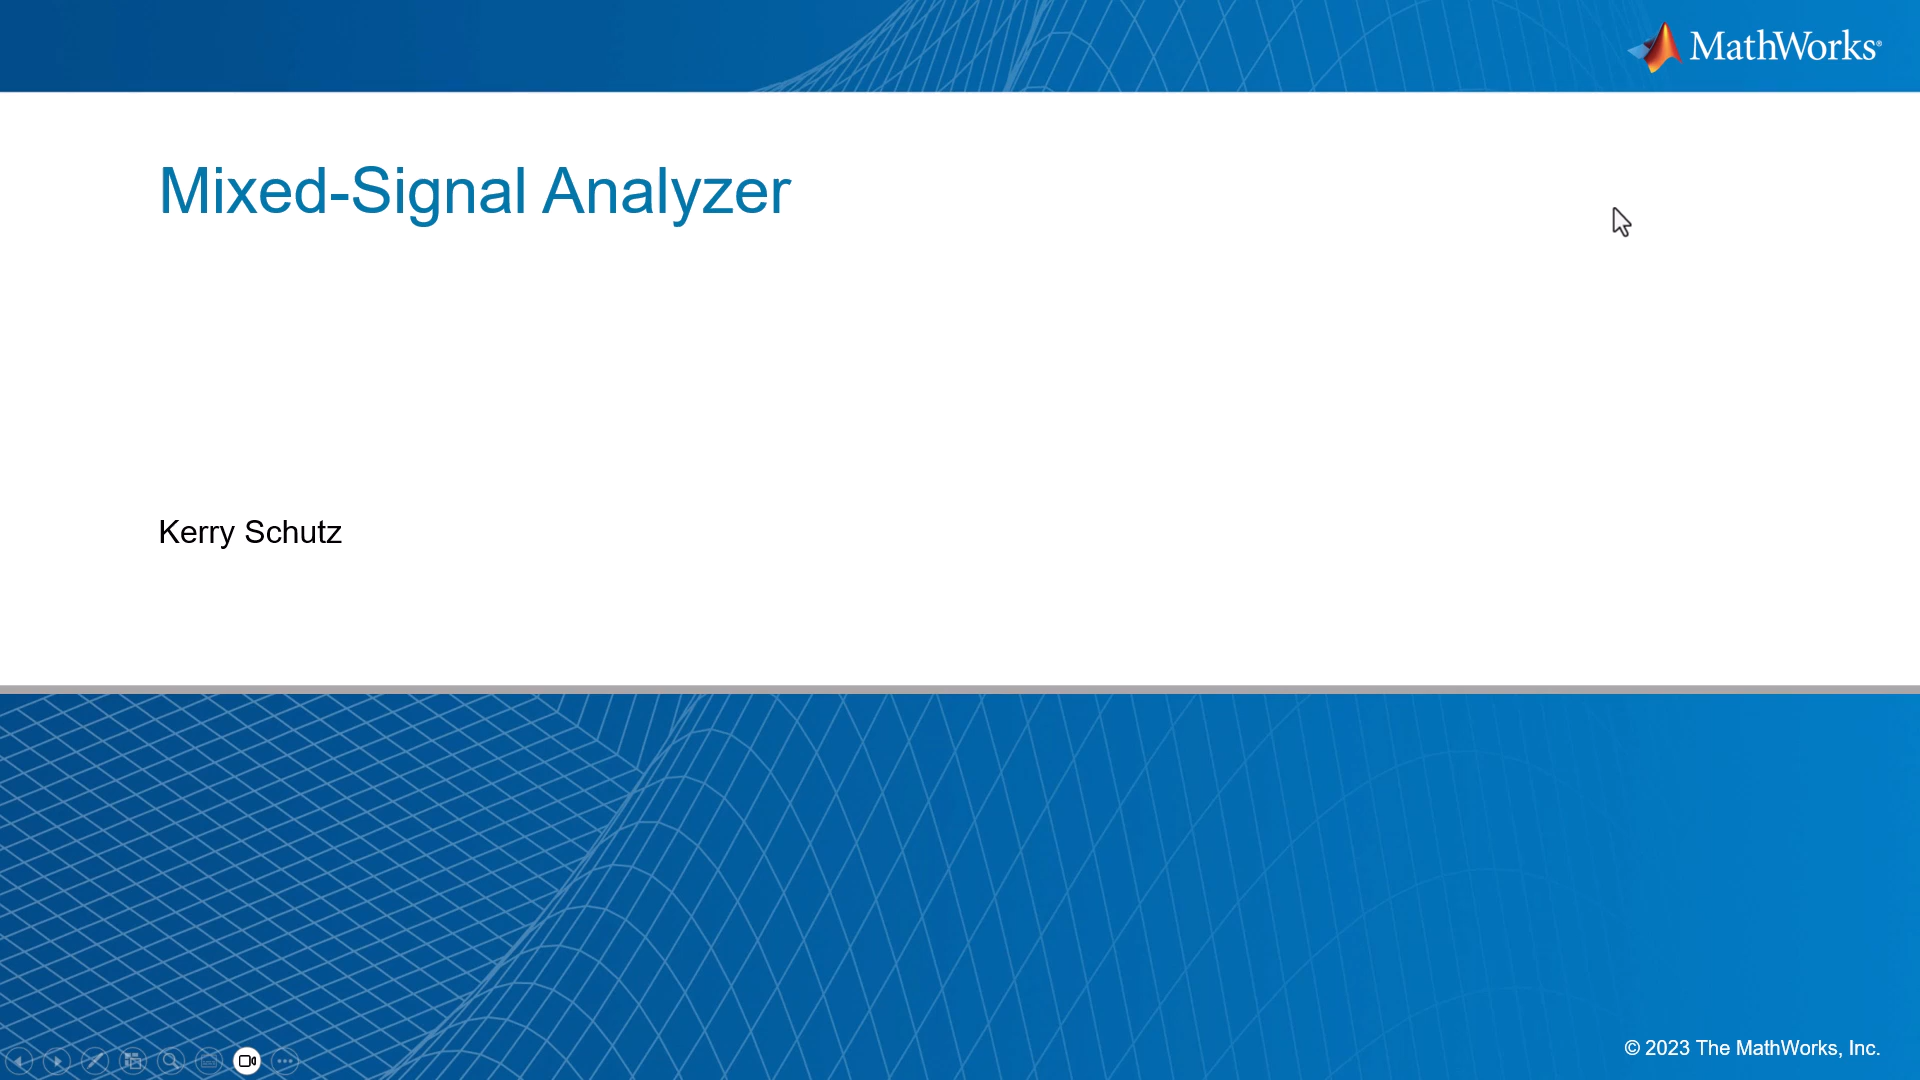 MathWorks®
Mixed-Signal Analyzer
Kerry Schutz
© 2023 The MathWorks, Inc.